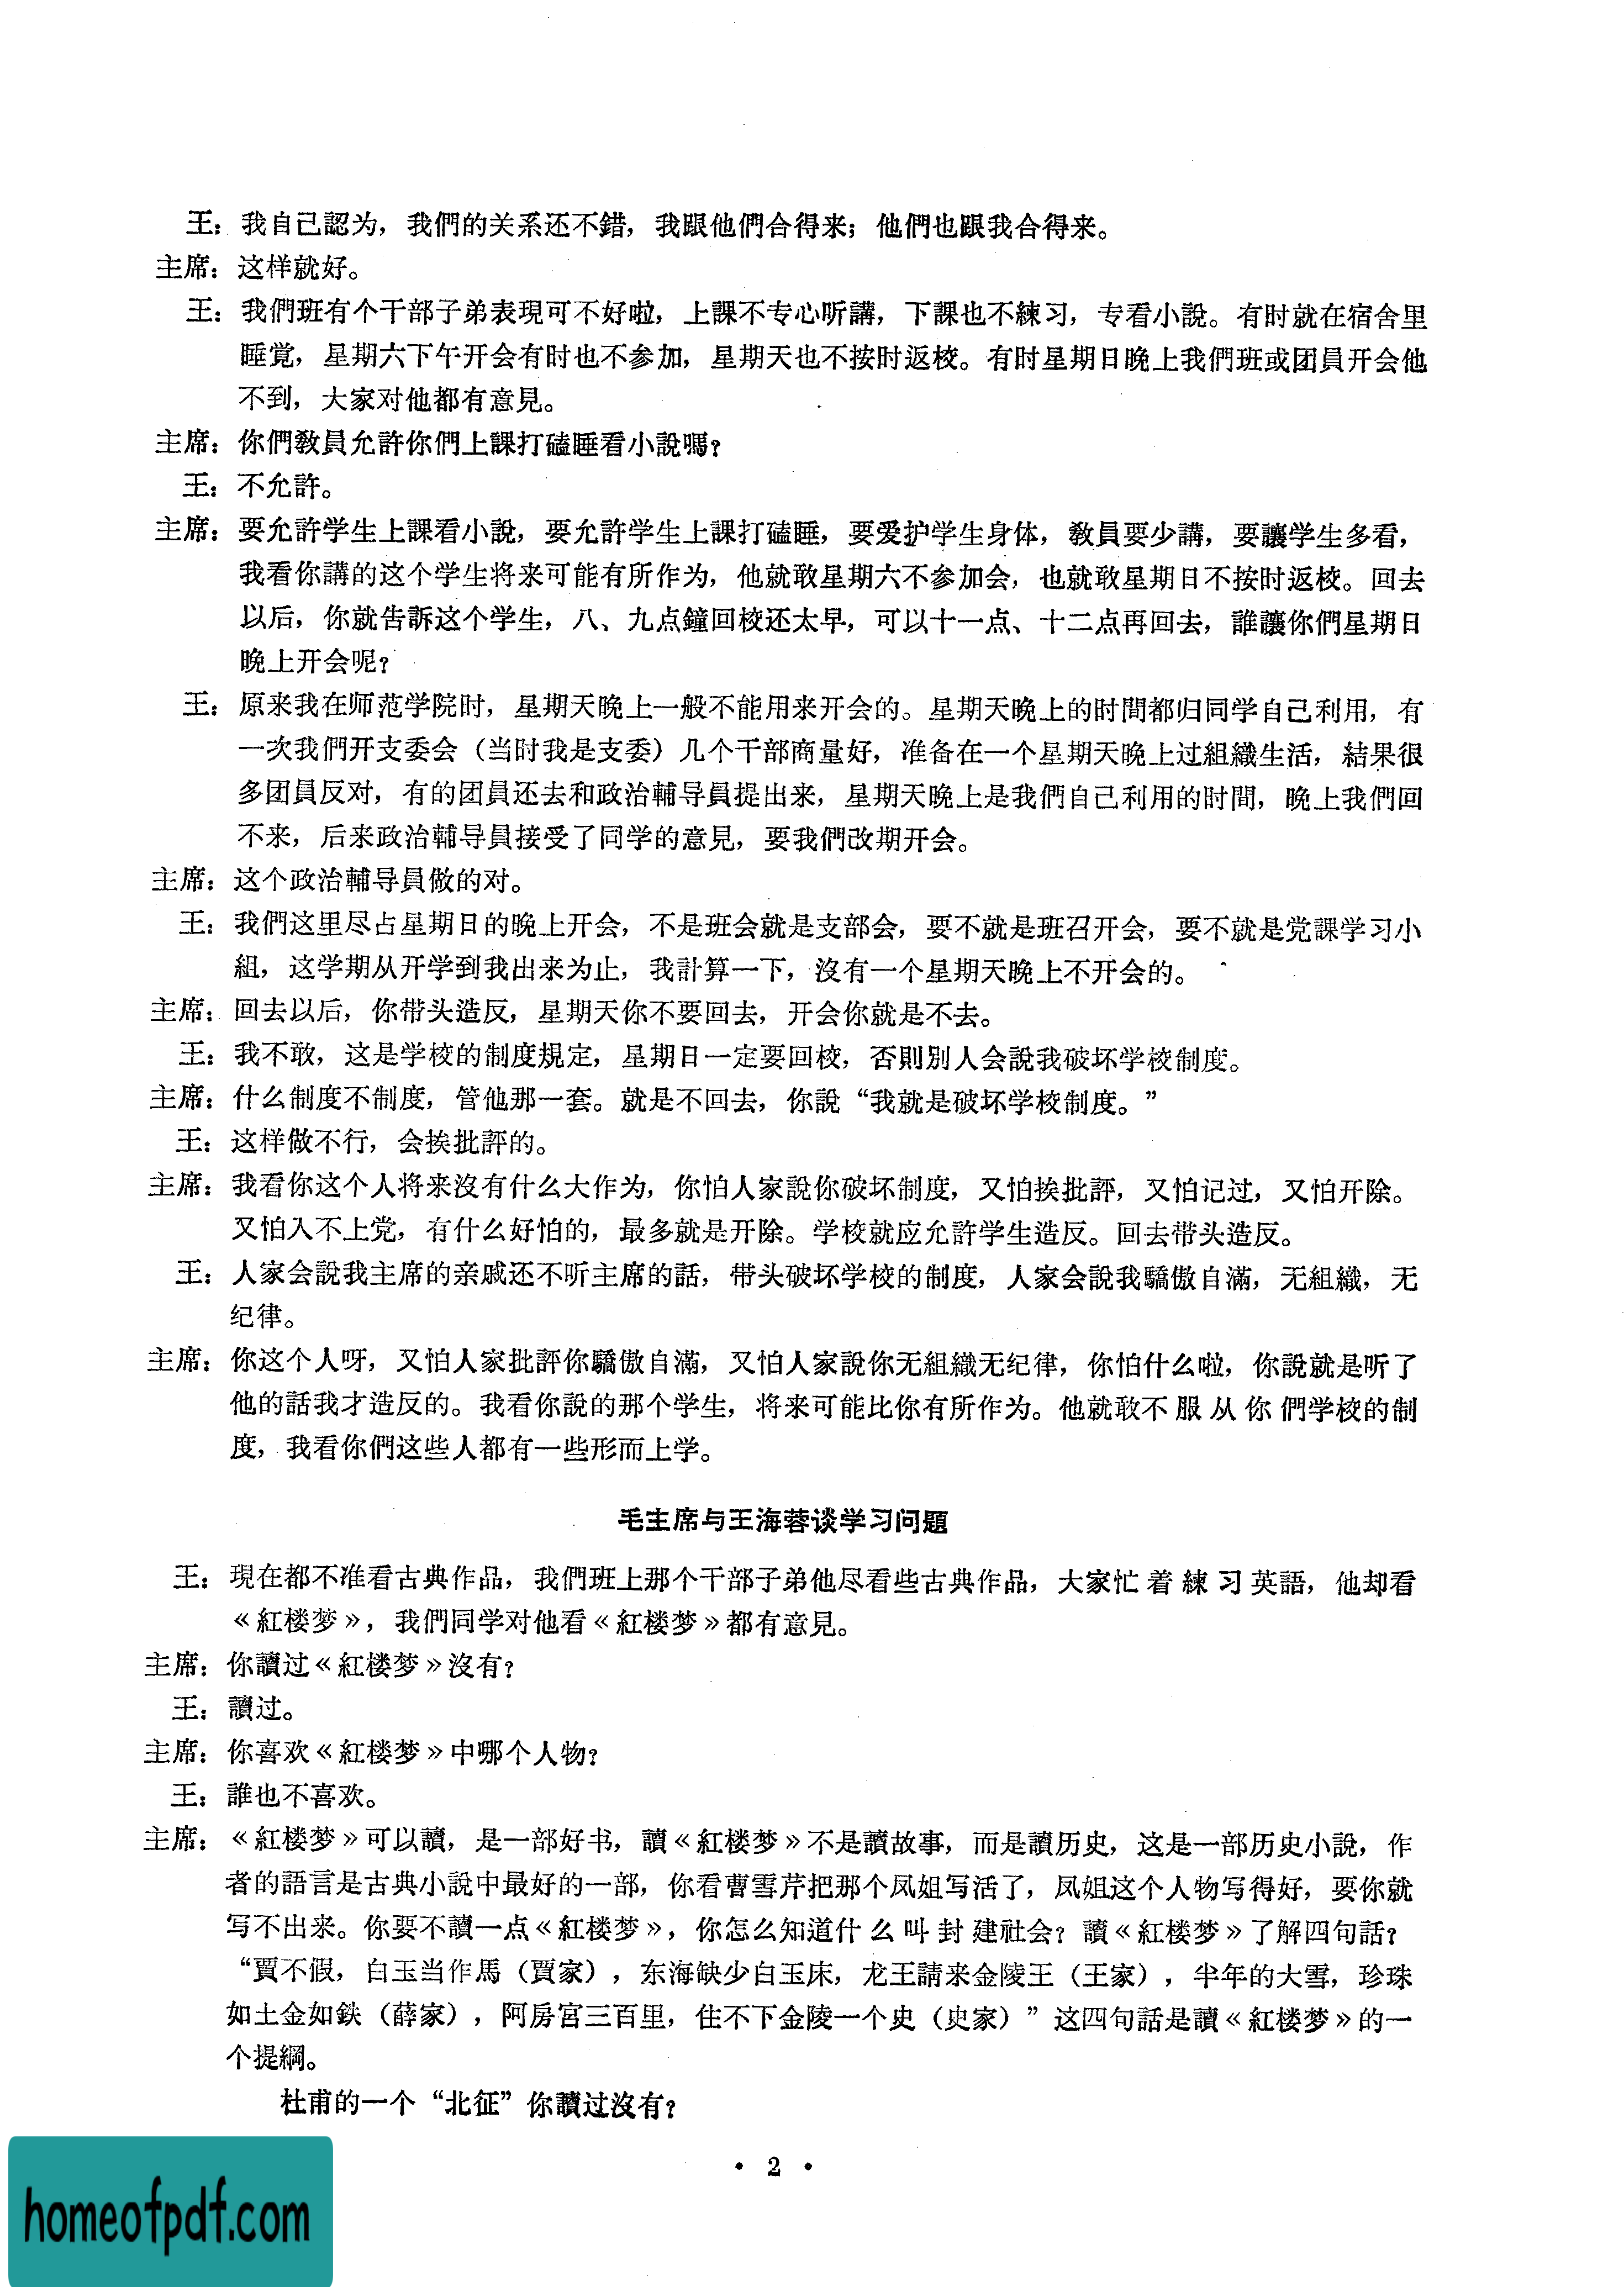 王：我自己認为，我們的关系还不錯，我跟他們合得来；他們也跟我合得来。
主席：这样就好。
王：我們班有个干部子弟表現可不好啦，上課不专心听講，下課也不練习，专看小說。有时就在宿舍里
睡觉，星期六下午开会有时也不参加，星期天也不按时返校。有时星期日晚上我們班或团員开会他
不到，大家对他都有意見。
主席：你們教員允許你們上課打磕睡看小說嗎？
王：不允許。
主席：要允許学生上課看小說，要允許学生上課打磕睡，要爱护学生身体，教員要少講，要讓学生多看，
我看你講的这个学生将来可能有所作为，他就敢星期六不参加会，也就敢星期日不按时返校。回去
以后，你就告訴这个学生，八、九点鐘回校还太早，可以十一点、十二点再回去，誰讓你們星期日
晚上开会呢？
王：原来我在师范学院时，星期天晚上一般不能用来开会的。星期天晚上的时間都归同学自己利用，有
一次我們开支委会（当时我是支委）几个干部商量好，准备在一个星期天晚上过組織生活，結果很
多团員反对，有的团員还去和政治輔导員提出来，星期天晚上是我們自己利用的时間，晚上我們回
不来，后来政治輔导員接受了同学的意見，要我們改期开会。
主席：这个政治輔导員做的对。
王：我們这里尽占星期日的晚上开会，不是班会就是支部会，要不就是班召开会，要不就是党課学习小
組，这学期从开学到我出来为止，我計算一下，沒有一个星期天晚上不开会的。
主席：回去以后，你带头造反，星期天你不要回去，开会你就是不去。
王：我不敢，这是学校的制度規定，星期日一定要回校，否則別人会說我破坏学校制度。
主席：什么制度不制度，管他那一套。就是不回去，你說“我就是破坏学校制度。”
王：这样做不行，会挨批評的。
主席：我看你这个人将来沒有什么大作为，你怕人家說你破坏制度，又怕挨批評，又怕记过，又怕开除。
又怕入不上党，有什么好怕的，最多就是开除。学校就应允許学生造反。回去带头造反。
王：人家会說我主席的亲戚还不听主席的話，带头破坏学校的制度，人家会說我驕傲自滿，无組織，无
纪律。
主席：你这个人呀，又怕人家批評你驕傲自滿，又怕人家說你无組織无纪律，你怕什么啦，你說就是听了
他的話我才造反的。我看你說的那个学生，将来可能比你有所作为。他就敢不服从你們学校的制
度，我看你們这些人都有一些形而上学。
毛主席与王海蓉谈学习问題
王：現在都不准看古典作品，我們班上那个干部子弟他尽看些古典作品，大家忙着練习英語，他却看
《紅楼梦》，我們同学对他看《紅楼梦》都有意見。
主席：你讀过《紅楼梦》沒有？
王：讀过。
主席：你喜欢《紅楼梦》中哪个人物？
王：誰也不喜欢。
主席：《紅楼梦》可以讀，是一部好书，讀《紅楼梦》不是讀故事，而是讀历史，这是一部历史小說，作
者的語言是古典小說中最好的一部，你看曹雪芹把那个凤姐写活了，凤姐这个人物写得好，要你就
写不出来。你要不讀一点《紅楼梦》，你怎么知道什么叫封建社会？讀《紅楼梦》了解四句話？
“賈不假，白玉当作馬（賈家），东海缺少白玉床，龙王請来金陵王（王家），半年的大雪，珍珠
如土金如鉄（薛家），阿房宮三百里，住不下金陵一个史（史家）”这四句話是讀《紅楼梦》的一
个提綱。
杜甫的一个“北征”你讀过沒有？
• 2 •
homeofpdf.com